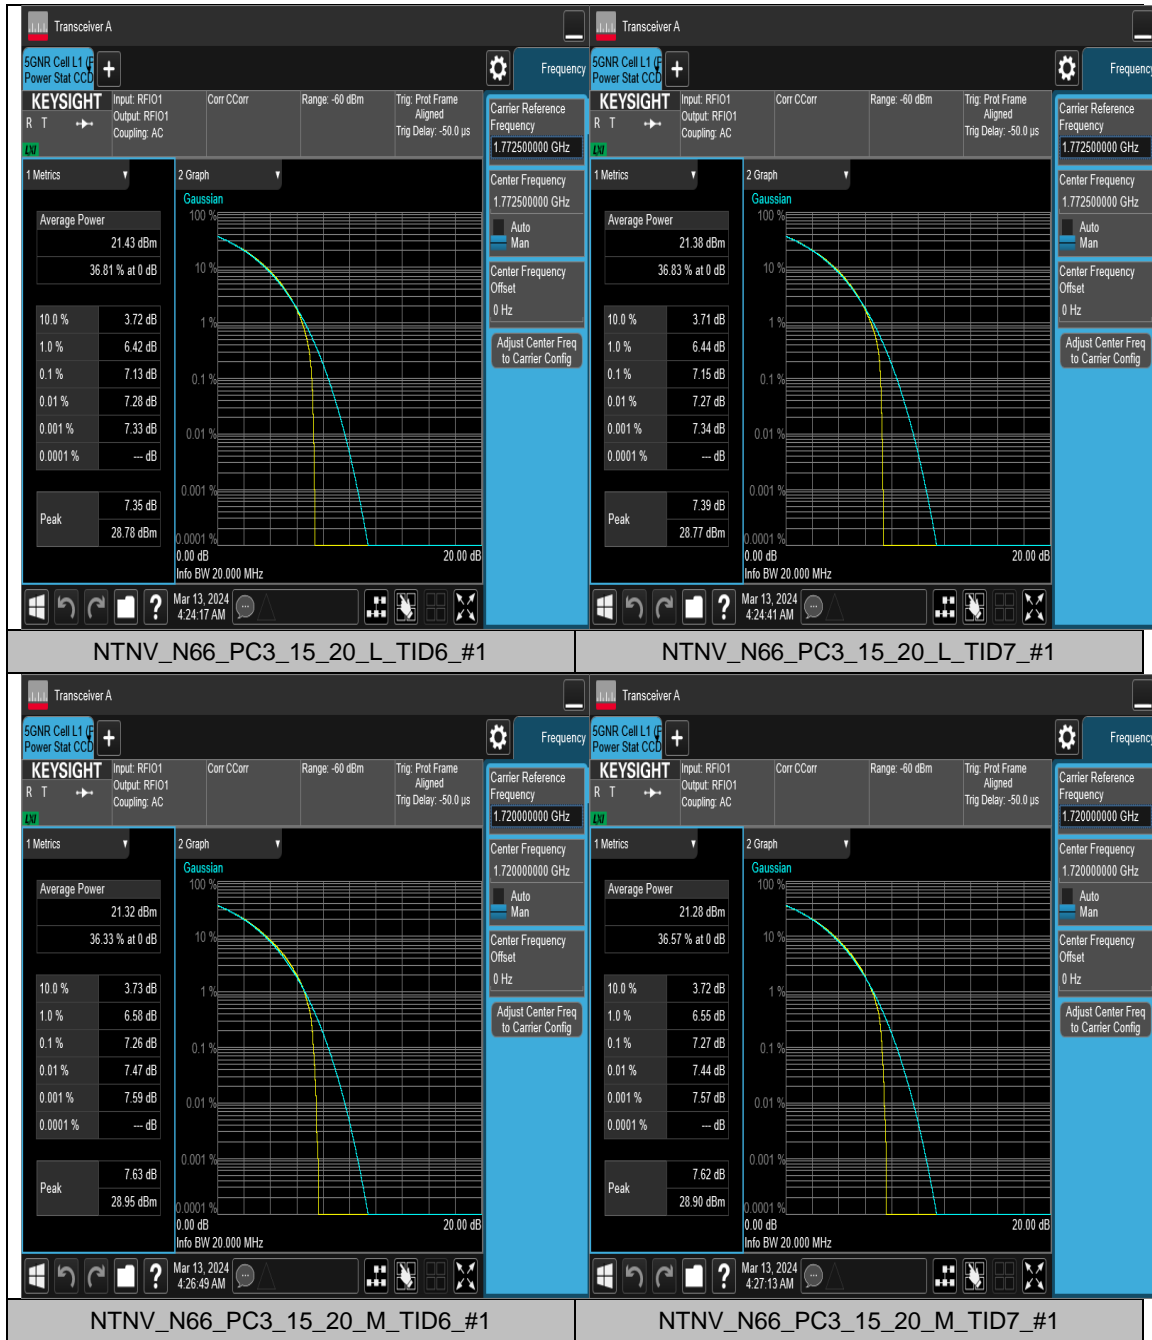 Transceiver A
5GNR Cell L1 (F
Power Stat CCD
+
Frequency
KEYSIGHT
R T
LXI
Input: RFIO1
Output: RFIO1
Coupling: AC
Corr CCorr
Range: -60 dBm
Trig: Prot Frame
Aligned
Trig Delay: -50.0 µs
Carrier Reference
Frequency
1.772500000 GHz
Center Frequency
1.772500000 GHz
Auto
Man
Center Frequency
Offset
0 Hz
Adjust Center Freq
to Carrier Config
1 Metrics
Average Power
21.43 dBm
36.81 % at 0 dB
10.0 % 3.72 dB
1.0 % 6.42 dB
0.1 % 7.13 dB
0.01 % 7.28 dB
0.001 % 7.33 dB
0.0001 % --- dB
Peak
7.35 dB
28.78 dBm
2 Graph
Gaussian
100 %
10 %
1 %
0.1 %
0.01 %
0.001 %
0.0001 %
0.00 dB 20.00 dB
Info BW 20.000 MHz
?
Mar 13, 2024
4:24:17 AM
Transceiver A
5GNR Cell L1 (F
Power Stat CCD
+
Frequency
KEYSIGHT
R T
LXI
Input: RFIO1
Output: RFIO1
Coupling: AC
Corr CCorr
Range: -60 dBm
Trig: Prot Frame
Aligned
Trig Delay: -50.0 µs
Carrier Reference
Frequency
1.772500000 GHz
Center Frequency
1.772500000 GHz
Auto
Man
Center Frequency
Offset
0 Hz
Adjust Center Freq
to Carrier Config
1 Metrics
Average Power
21.38 dBm
36.83 % at 0 dB
10.0 % 3.71 dB
1.0 % 6.44 dB
0.1 % 7.15 dB
0.01 % 7.27 dB
0.001 % 7.34 dB
0.0001 % --- dB
Peak
7.39 dB
28.77 dBm
2 Graph
Gaussian
100 %
10 %
1 %
0.1 %
0.01 %
0.001 %
0.0001 %
0.00 dB 20.00 dB
Info BW 20.000 MHz
?
Mar 13, 2024
4:24:41 AM
NTNV_N66_PC3_15_20_L_TID6_#1
NTNV_N66_PC3_15_20_L_TID7_#1
Transceiver A
5GNR Cell L1 (F
Power Stat CCD
+
Frequency
KEYSIGHT
R T
LXI
Input: RFIO1
Output: RFIO1
Coupling: AC
Corr CCorr
Range: -60 dBm
Trig: Prot Frame
Aligned
Trig Delay: -50.0 µs
Carrier Reference
Frequency
1.720000000 GHz
Center Frequency
1.720000000 GHz
Auto
Man
Center Frequency
Offset
0 Hz
Adjust Center Freq
to Carrier Config
1 Metrics
Average Power
21.32 dBm
36.33 % at 0 dB
10.0 % 3.73 dB
1.0 % 6.58 dB
0.1 % 7.26 dB
0.01 % 7.47 dB
0.001 % 7.59 dB
0.0001 % --- dB
Peak
7.63 dB
28.95 dBm
2 Graph
Gaussian
100 %
10 %
1 %
0.1 %
0.01 %
0.001 %
0.0001 %
0.00 dB 20.00 dB
Info BW 20.000 MHz
?
Mar 13, 2024
4:26:49 AM
Transceiver A
5GNR Cell L1 (F
Power Stat CCD
+
Frequency
KEYSIGHT
R T
LXI
Input: RFIO1
Output: RFIO1
Coupling: AC
Corr CCorr
Range: -60 dBm
Trig: Prot Frame
Aligned
Trig Delay: -50.0 µs
Carrier Reference
Frequency
1.720000000 GHz
Center Frequency
1.720000000 GHz
Auto
Man
Center Frequency
Offset
0 Hz
Adjust Center Freq
to Carrier Config
1 Metrics
Average Power
21.28 dBm
36.57 % at 0 dB
10.0 % 3.72 dB
1.0 % 6.55 dB
0.1 % 7.27 dB
0.01 % 7.44 dB
0.001 % 7.57 dB
0.0001 % --- dB
Peak
7.62 dB
28.90 dBm
2 Graph
Gaussian
100 %
10 %
1 %
0.1 %
0.01 %
0.001 %
0.0001 %
0.00 dB 20.00 dB
Info BW 20.000 MHz
?
Mar 13, 2024
4:27:13 AM
NTNV_N66_PC3_15_20_M_TID6_#1
NTNV_N66_PC3_15_20_M_TID7_#1